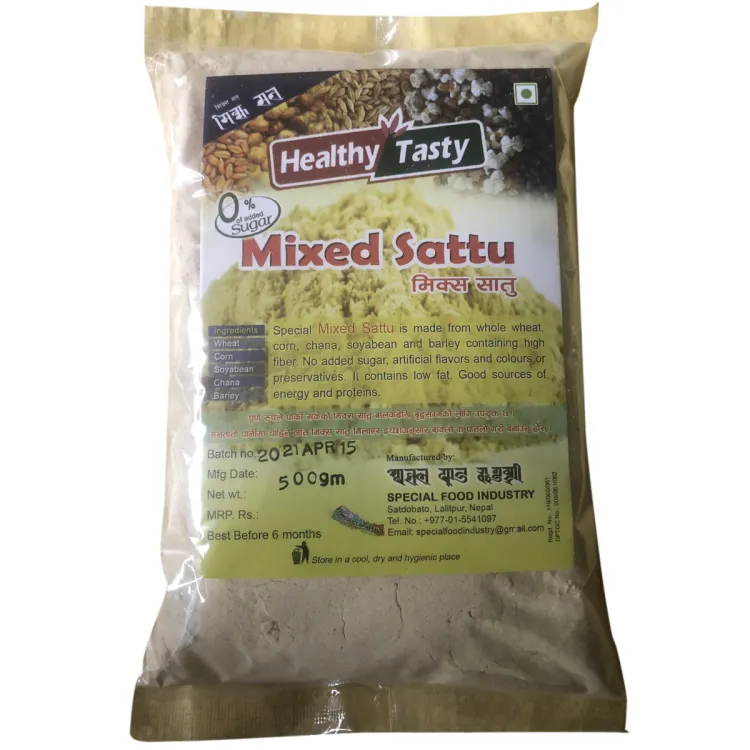 Healthy Tasty
0%
of added
Sugar
Mixed Sattu
मिक्स सातु
Ingredients
Wheat
Corn
Soyabean
Chana
Barley
Special Mixed Sattu is made from whole wheat,
corn, chana, soyabean and barley containing high
fiber. No added sugar, artificial flavors and colours or
preservatives. It contains low fat. Good sources of
energy and proteins.
Batch no. 2021APR15
Mfg Date:
500gm
Net wt.:
MRP. Rs.:
Best Before 6 months
Manufactured by:
SPECIAL FOOD INDUSTRY
Satdobato, Lalitpur, Nepal
Tel. No.: +977-01-5541097
Email: specialfoodindustry@gmail.com
Store in a cool, dry and hygienic place